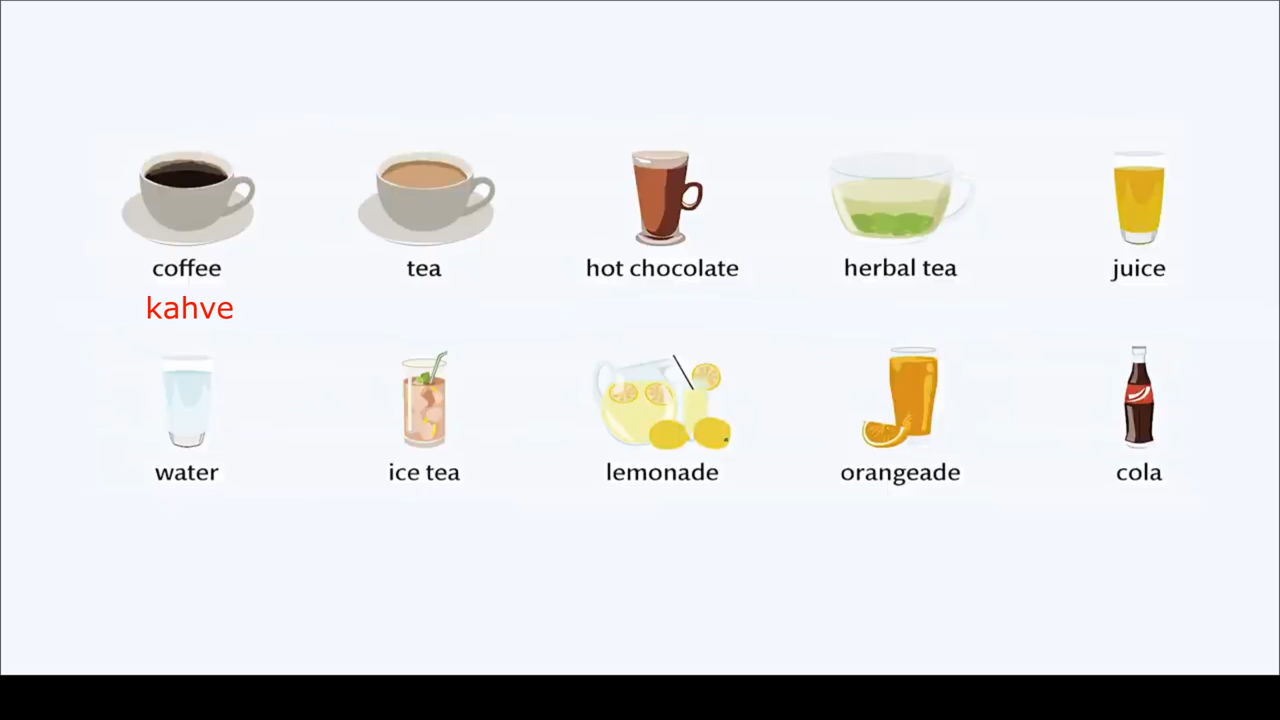 coffee
tea
hot chocolate
herbal tea
juice
kahve
water
ice tea
lemonade
orangeade
cola